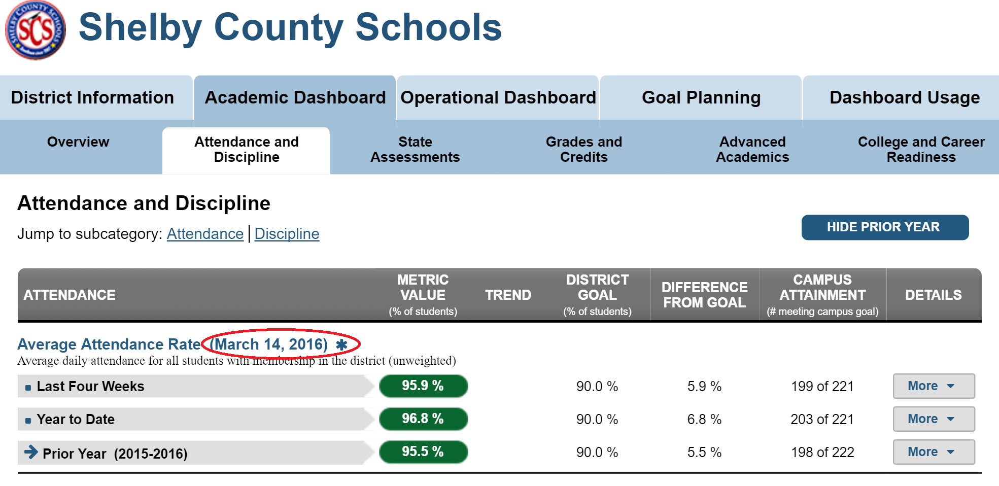 SHELBY COUNTY SCHOOLS
SCS
Shelby County Schools
District Information
Academic Dashboard
Operational Dashboard
Goal Planning
Dashboard Usage
Overview
Attendance and
Discipline
State
Assessments
Grades and
Credits
Advanced
Academics
College and Career
Readiness
Attendance and Discipline
Jump to subcategory: Attendance | Discipline
HIDE PRIOR YEAR
ATTENDANCE
METRIC
VALUE
(% of students)
TREND
DISTRICT
GOAL
(% of students)
DIFFERENCE
FROM GOAL
CAMPUS
ATTAINMENT
(# meeting campus goal)
DETAILS
Average Attendance Rate (March 14, 2016) *
Average daily attendance for all students with membership in the district (unweighted)
Last Four Weeks 95.9 % 90.0 % 5.9 % 199 of 221 More
Year to Date 96.8 % 90.0 % 6.8 % 203 of 221 More
Prior Year (2015-2016) 95.5 % 90.0 % 5.5 % 198 of 222 More